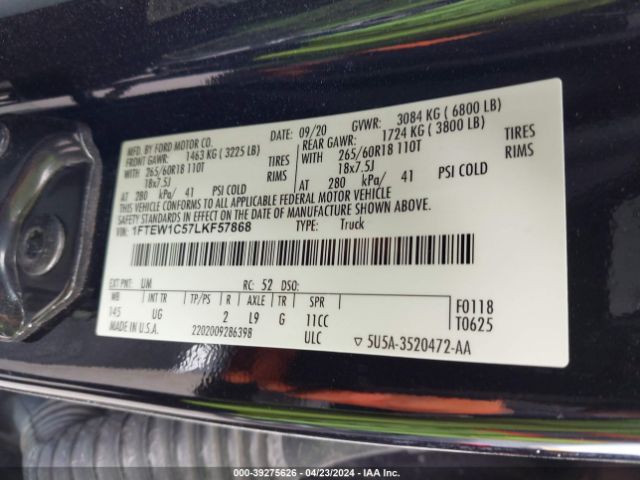 MFD. BY FORD MOTOR CO. DATE: 09/20 GVWR: 3084 KG ( 6800 LB)
FRONT GAWR: 1463 KG ( 3225 LB) REAR GAWR: 1724 KG ( 3800 LB)
WITH 265/60R18 110T TIRES WITH 265/60R18 110T TIRES
18x7.5J RIMS 18x7.5J RIMS
AT 280 kPa/ 41 PSI COLD AT 280 kPa/ 41 PSI COLD
THIS VEHICLE CONFORMS TO ALL APPLICABLE FEDERAL MOTOR VEHICLE
SAFETY STANDARDS IN EFFECT ON THE DATE OF MANUFACTURE SHOWN ABOVE.
VIN: 1FTEW1C57LKF57868 TYPE: Truck
EXT PNT: UM RC: 52 DSO:
WB INT TR TP/PS R AXLE TR SPR
145 UG 2 L9 G 11CC
F0118
T0625
MADE IN U.S.A. 2202009286398 ULC ▽ 5U5A-3520472-AA
000-39275626 - 04/23/2024 - IAA Inc.